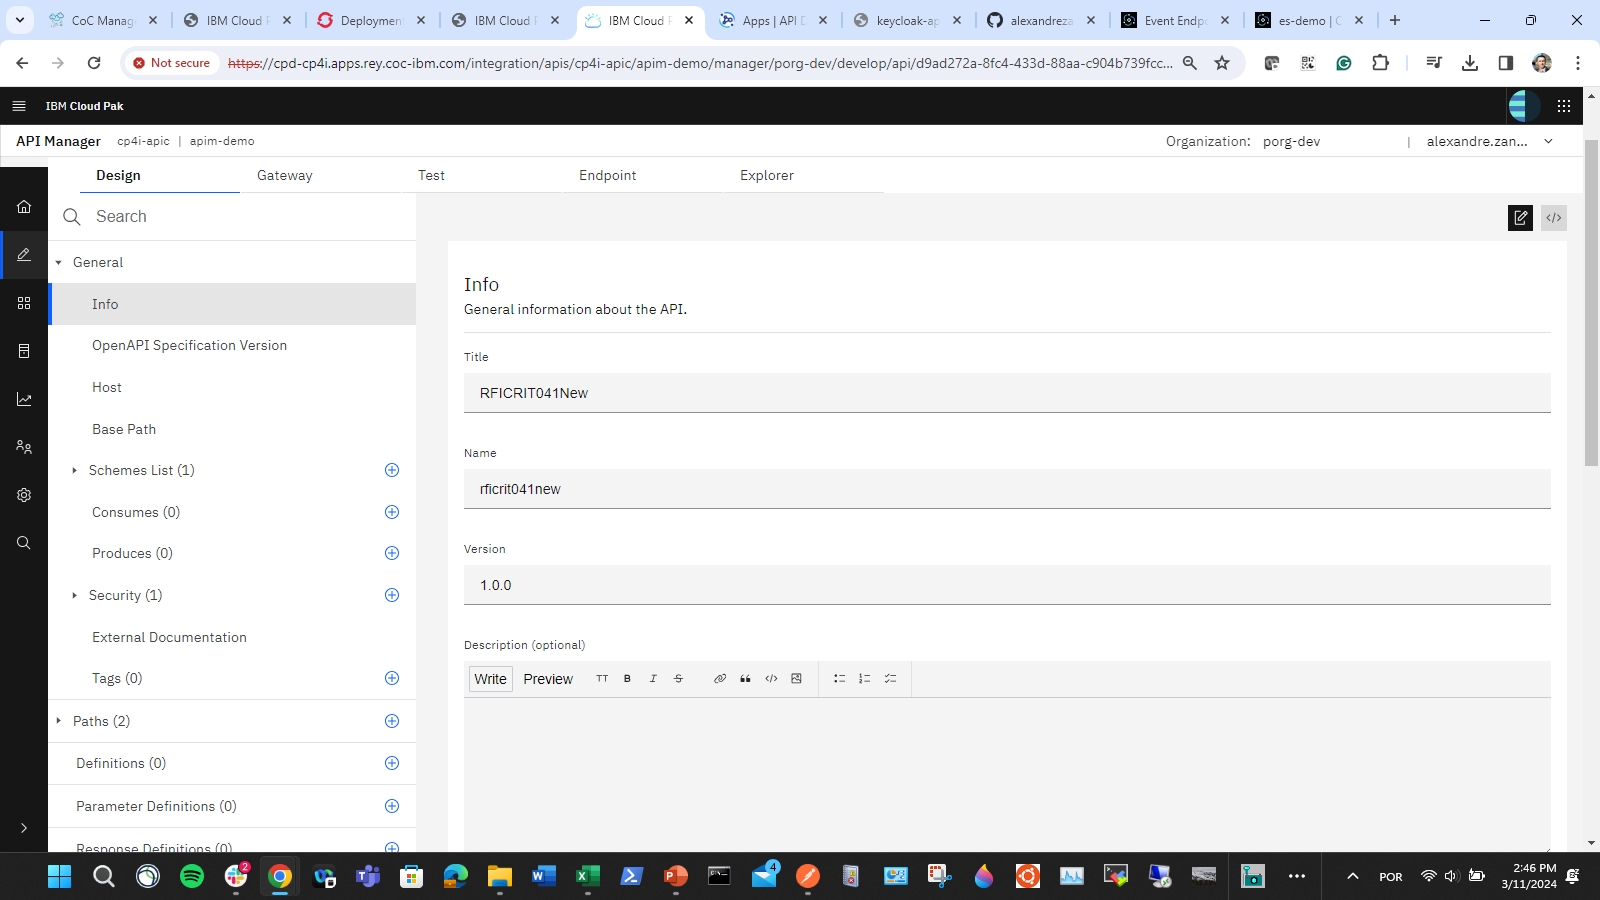 CoC Manag
IBM Cloud P
Deployment
IBM Cloud P
IBM Cloud P
Apps | API D
keycloak-ap
alexandreza
Event Endpo
es-demo | C
Not secure
https://cpd-cp4i.apps.rey.coc-ibm.com/integration/apis/cp4i-apic/apim-demo/manager/porg-dev/develop/api/d9ad272a-8fc4-433d-88aa-c904b739fcc...
IBM Cloud Pak
API Manager cp4i-apic | apim-demo
Organization: porg-dev | alexandre.zan...
Design Gateway Test Endpoint Explorer
Search
General
Info
OpenAPI Specification Version
Host
Base Path
Schemes List (1)
Consumes (0)
Produces (0)
Security (1)
External Documentation
Tags (0)
Paths (2)
Definitions (0)
Parameter Definitions (0)
Response Definitions (0)
</>
Info
General information about the API.
Title
RFICRIT041New
Name
rficrit041new
Version
1.0.0
Description (optional)
Write Preview TT B I S </>
2
4
POR
2:46 PM
3/11/2024